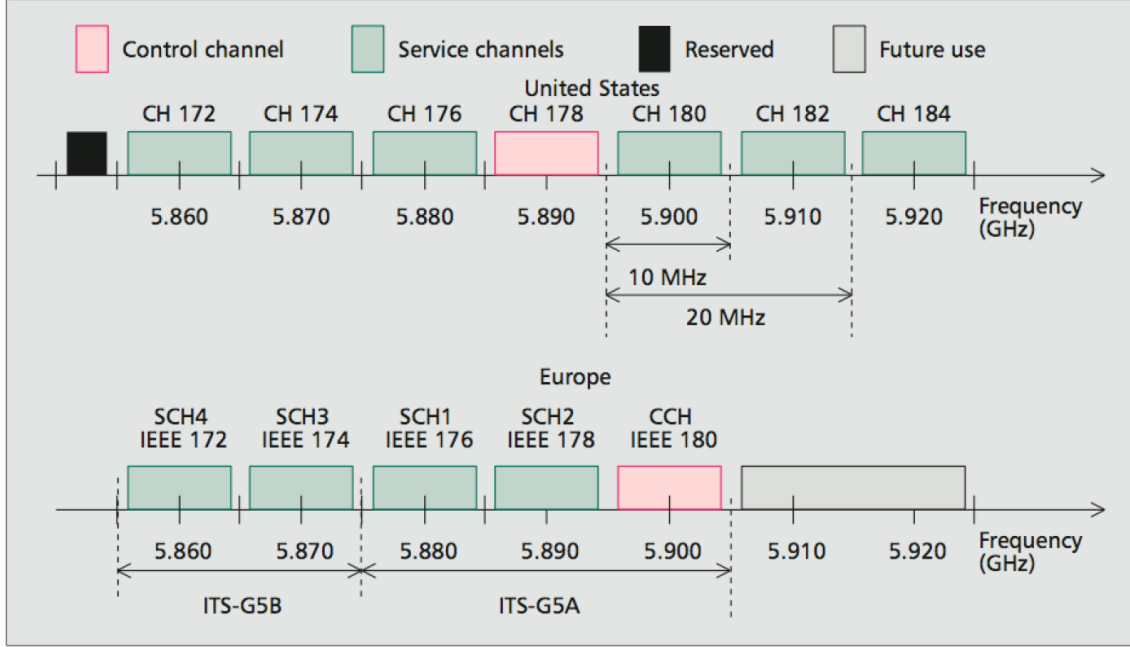 Control channel Service channels Reserved Future use
United States
CH 172 CH 174 CH 176 CH 178 CH 180 CH 182 CH 184
5.860 5.870 5.880 5.890 5.900 5.910 5.920 Frequency
(GHz)
10 MHz
20 MHz
Europe
SCH4 SCH3 SCH1 SCH2 CCH
IEEE 172 IEEE 174 IEEE 176 IEEE 178 IEEE 180
5.860 5.870 5.880 5.890 5.900 5.910 5.920 Frequency
(GHz)
ITS-G5B ITS-G5A